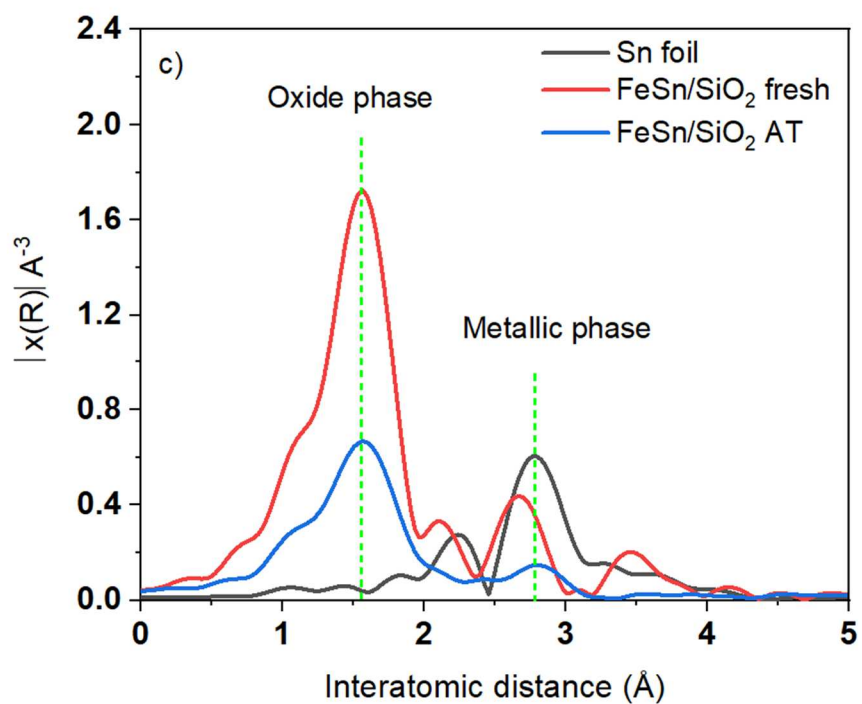 c)
Sn foil
FeSn/SiO₂ fresh
FeSn/SiO₂ AT
Oxide phase
Metallic phase
|x(R)| A⁻³
2.4
2.0
1.6
1.2
0.8
0.4
0.0
0 1 2 3 4 5
Interatomic distance (Å)